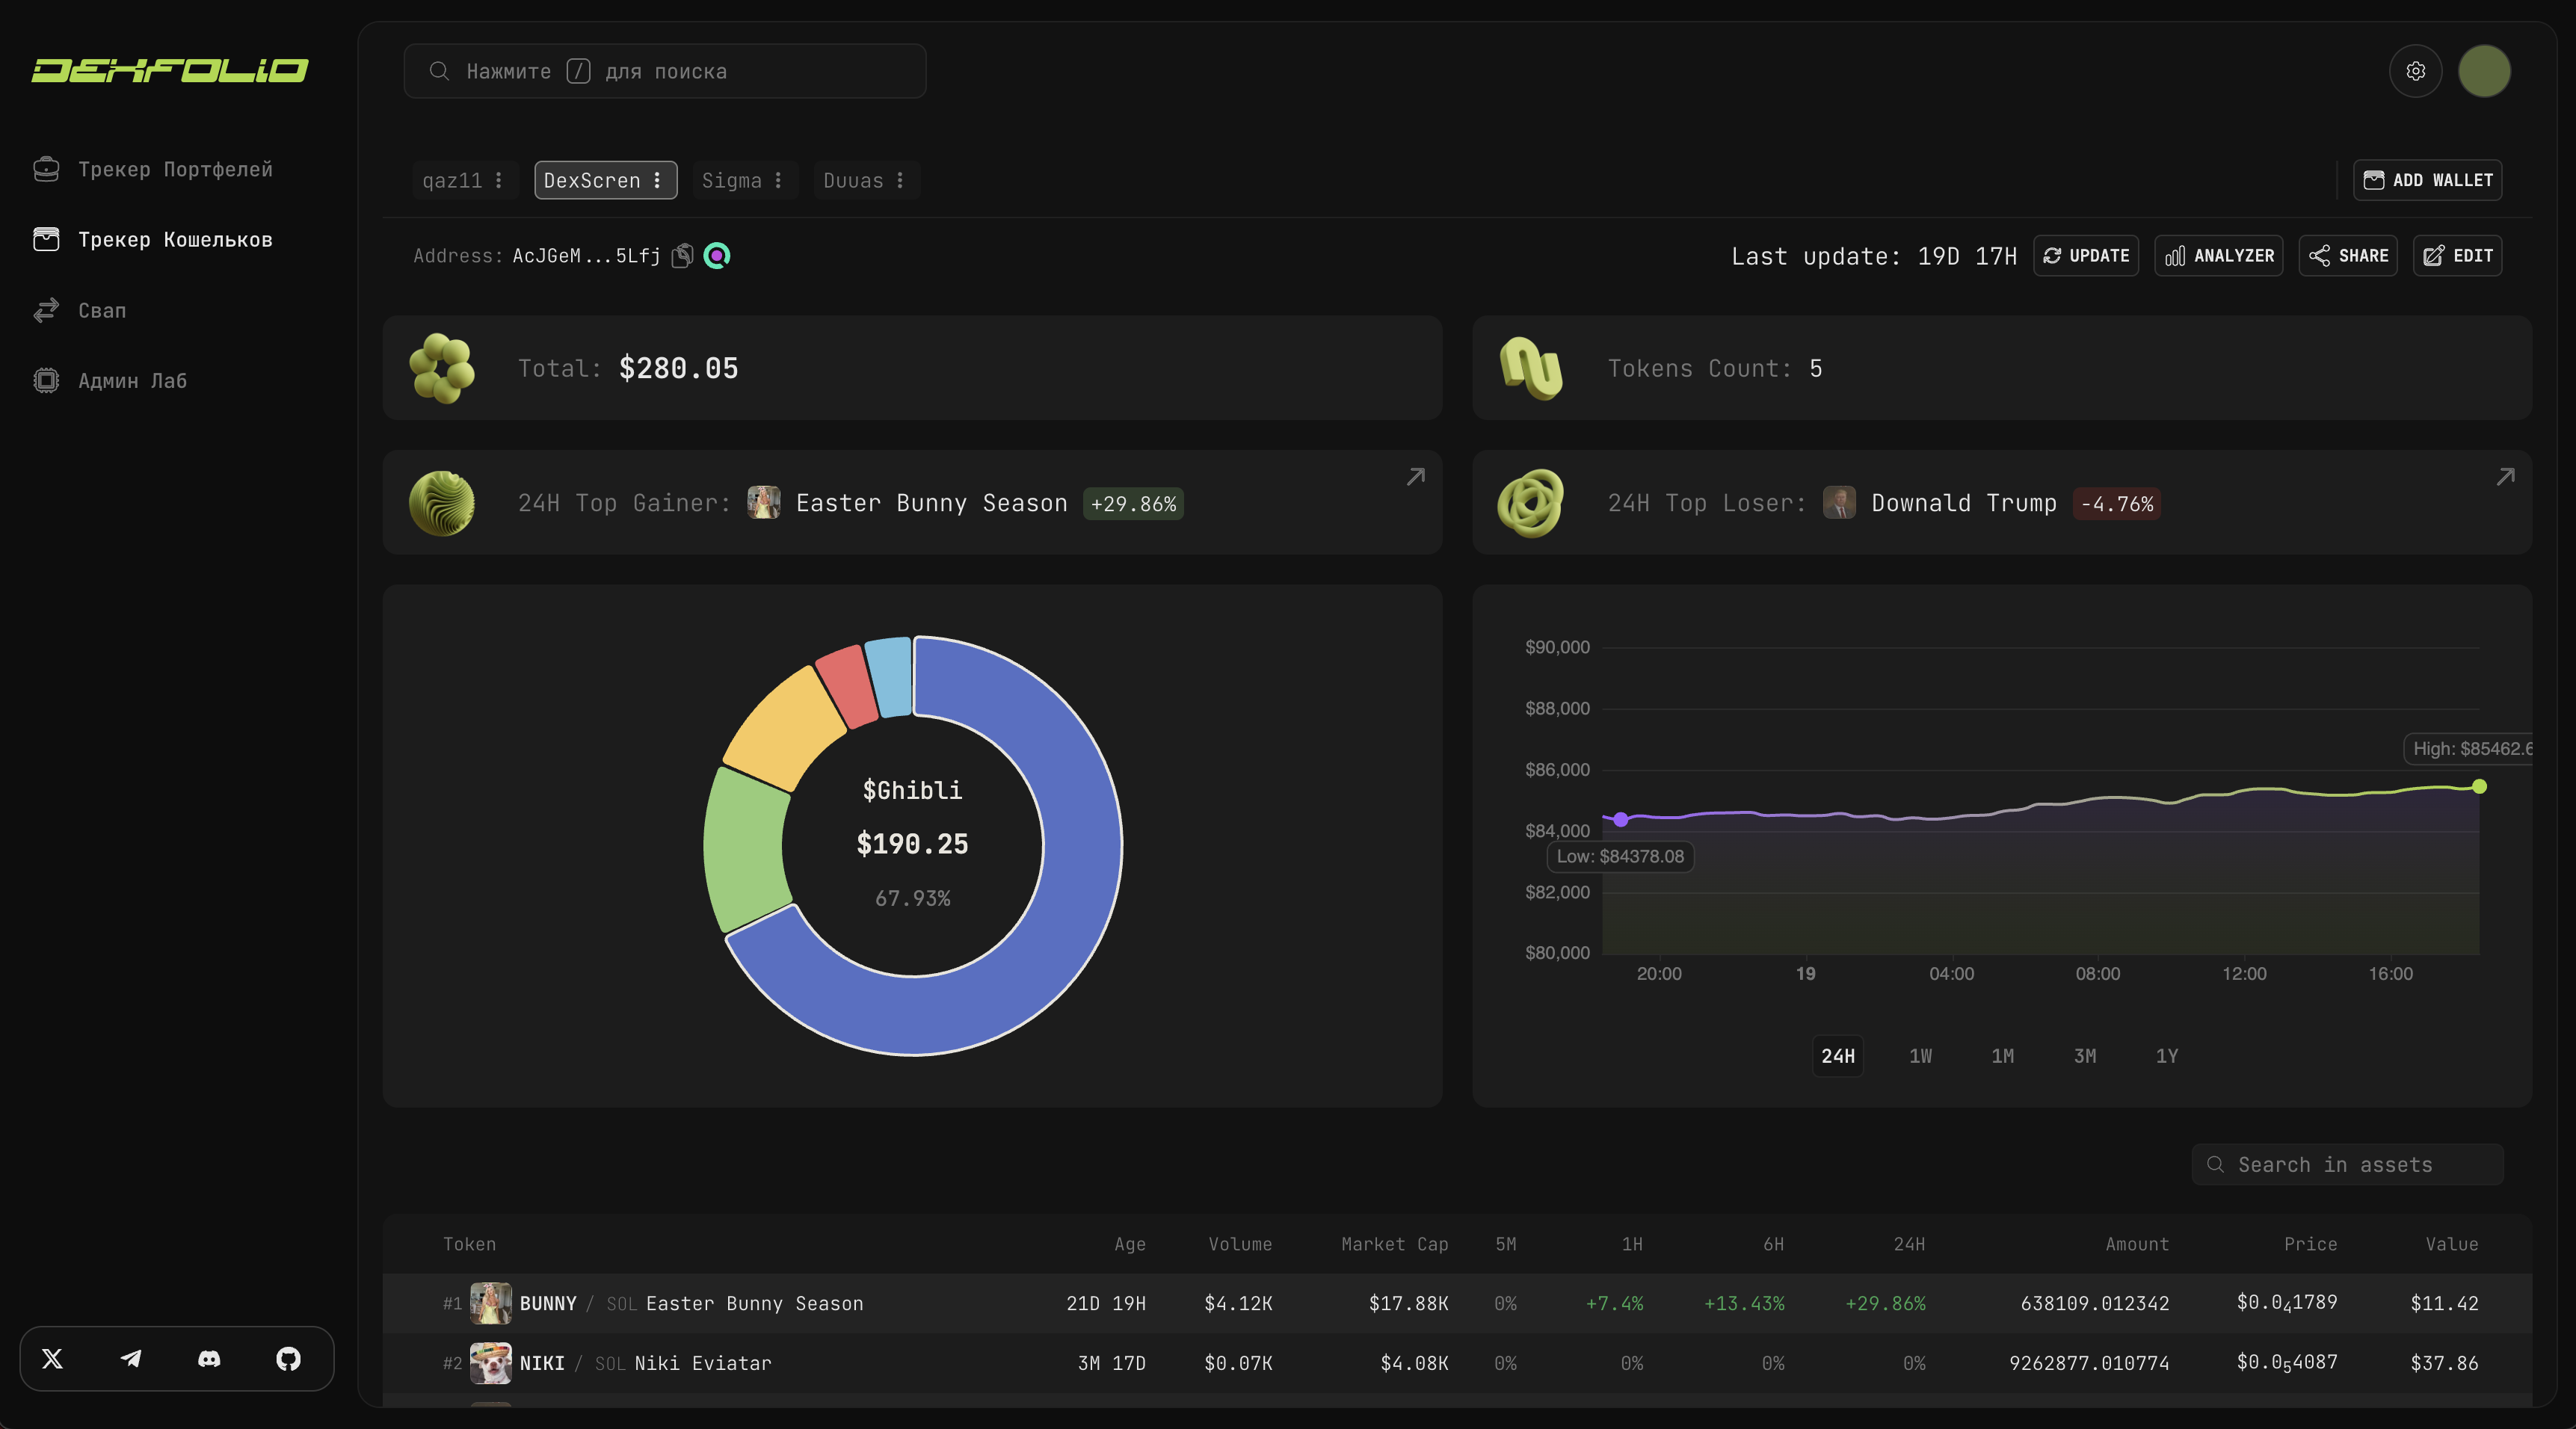 DEXFOLIO
Нажмите / для поиска
Трекер Портфелей
Трекер Кошельков
Свап
Админ Лаб
qaz11
DexScren
Sigma
Duuas
ADD WALLET
Address: AcJGeM...5Lfj
Last update: 19D 17H
UPDATE
ANALYZER
SHARE
EDIT
Total: $280.05
Tokens Count: 5
24H Top Gainer: Easter Bunny Season +29.86%
24H Top Loser: Downald Trump -4.76%
$Ghibli
$190.25
67.93%
$90,000
$88,000
High: $85462.6
$86,000
$84,000
Low: $84378.08
$82,000
$80,000
20:00 19 04:00 08:00 12:00 16:00
24H 1W 1M 3M 1Y
Search in assets
Token Age Volume Market Cap 5M 1H 6H 24H Amount Price Value
#1 BUNNY / SOL Easter Bunny Season 21D 19H $4.12K $17.88K 0% +7.4% +13.43% +29.86% 638109.012342 $0.0₄1789 $11.42
#2 NIKI / SOL Niki Eviatar 3M 17D $0.07K $4.08K 0% 0% 0% 0% 9262877.010774 $0.0₅4087 $37.86